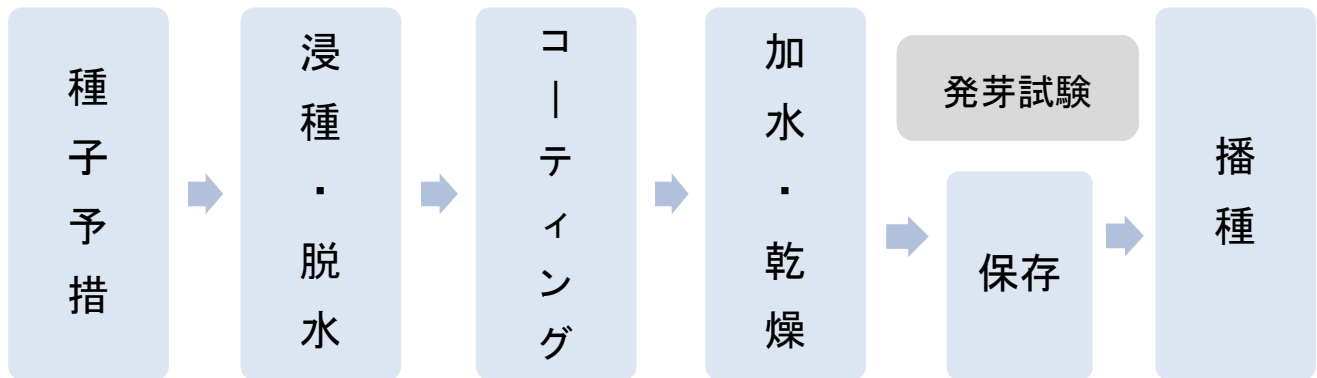 種子予措
浸種・脱水
コーティング
加水・乾燥
発芽試験
保存
播種